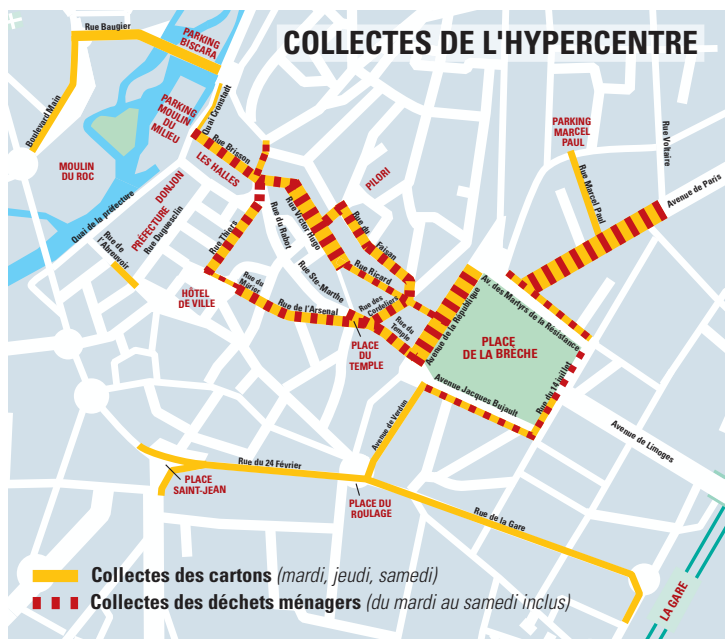 COLLECTES DE L'HYPERCENTRE
Rue Baugier
PARKING
BISCARA
Boulevard Main
Quai Cronstadt
PARKING
MOULIN
DU
MILIEU
PARKING
MARCEL
PAUL
Rue Voltaire
MOULIN
DU ROC
Rue Brisson
LES HALLES
PILORI
Rue Marcel Paul
Avenue de Paris
DONJON
PRÉFECTURE
Rue Duguesclin
Quai de la préfecture
Rue de
l'Abreuvoir
Rue Thiers
Rue du Rabot
Rue Victor Hugo
Rue du
Faisan
Rue Ricard
Rue Ste-Marthe
HÔTEL
DE VILLE
Rue du
Mûrier
Rue de l'Arsenal
Rue des
Cordeliers
Rue du
Temple
PLACE
DU
TEMPLE
Avenue de la République
Av. des Martyrs de la Résistance
PLACE
DE LA BRÈCHE
Rue du 14 juillet
Avenue Jacques Bujault
Avenue de Verdun
Avenue de Limoges
Rue du 24 Février
PLACE
SAINT-JEAN
PLACE DU
ROULAGE
Rue de la Gare
LA GARE
Collectes des cartons (mardi, jeudi, samedi)
Collectes des déchets ménagers (du mardi au samedi inclus)